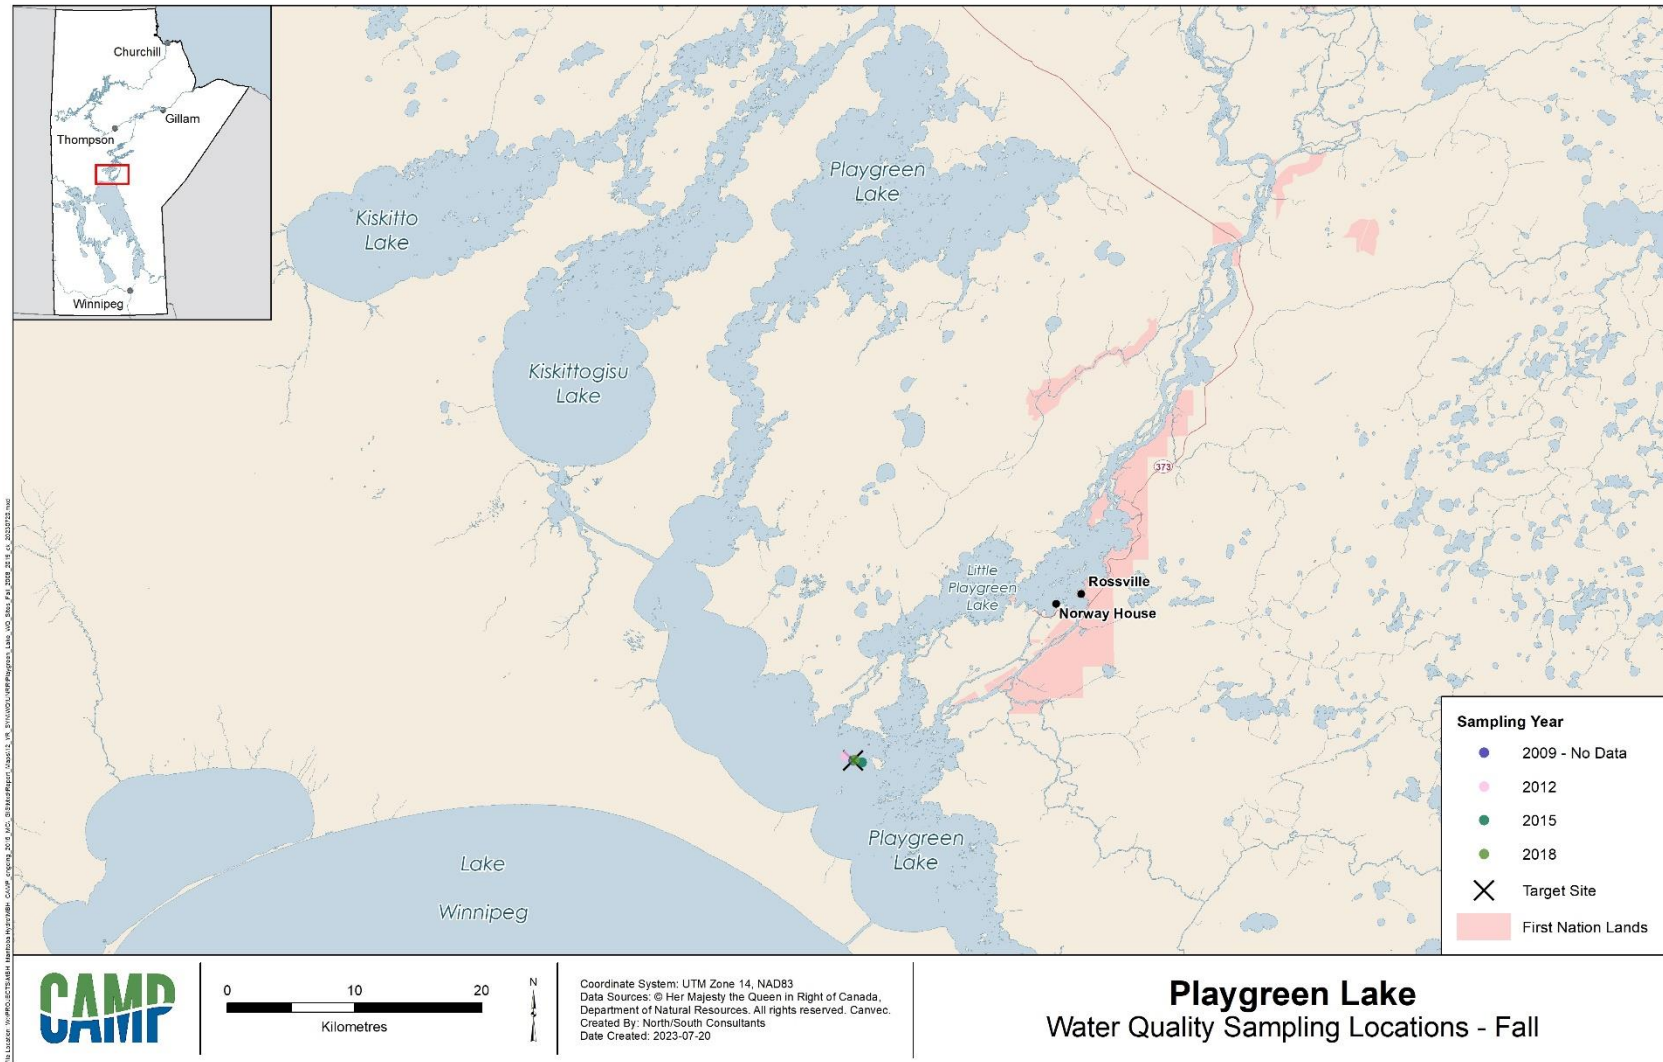 Churchill
Gillam
Thompson
Winnipeg
Playgreen
Lake
Kiskitto
Lake
Kiskittogisu
Lake
373
Little
Playgreen
Lake
Rossville
Norway House
Playgreen
Lake
Lake
Winnipeg
Sampling Year
2009 - No Data
2012
2015
2018
Target Site
First Nation Lands
CAMP
0 10 20
Kilometres
N
Coordinate System: UTM Zone 14, NAD83
Data Sources: © Her Majesty the Queen in Right of Canada,
Department of Natural Resources. All rights reserved. Canvec.
Created By: North/South Consultants
Date Created: 2023-07-20
Playgreen Lake
Water Quality Sampling Locations - Fall